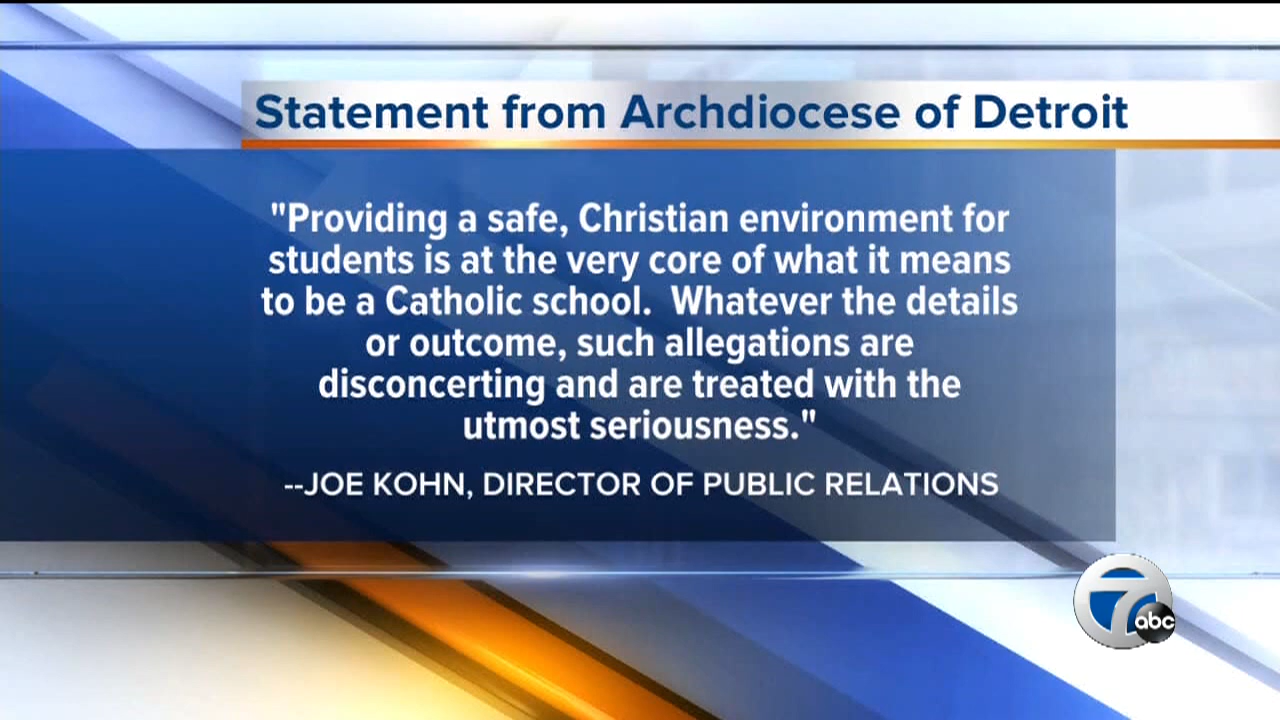 Statement from Archdiocese of Detroit
"Providing a safe, Christian environment for
students is at the very core of what it means
to be a Catholic school.  Whatever the details
or outcome, such allegations are
disconcerting and are treated with the
utmost seriousness."
--JOE KOHN, DIRECTOR OF PUBLIC RELATIONS
7
abc